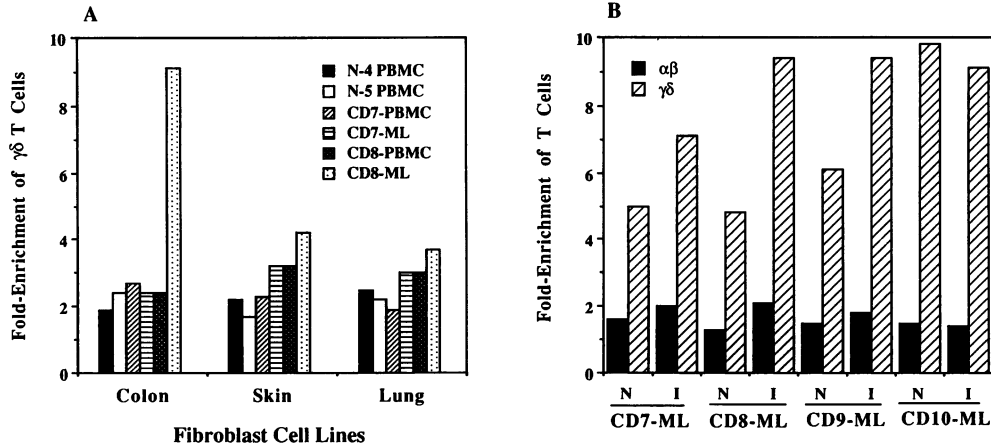 A
Fold-Enrichment of γδ T Cells
10
8
6
4
2
0
N-4 PBMC
N-5 PBMC
CD7-PBMC
CD7-ML
CD8-PBMC
CD8-ML
Colon Skin Lung
Fibroblast Cell Lines
B
Fold-Enrichment of T Cells
10
8
6
4
2
0
αβ
γδ
N I N I N I N I
CD7-ML CD8-ML CD9-ML CD10-ML